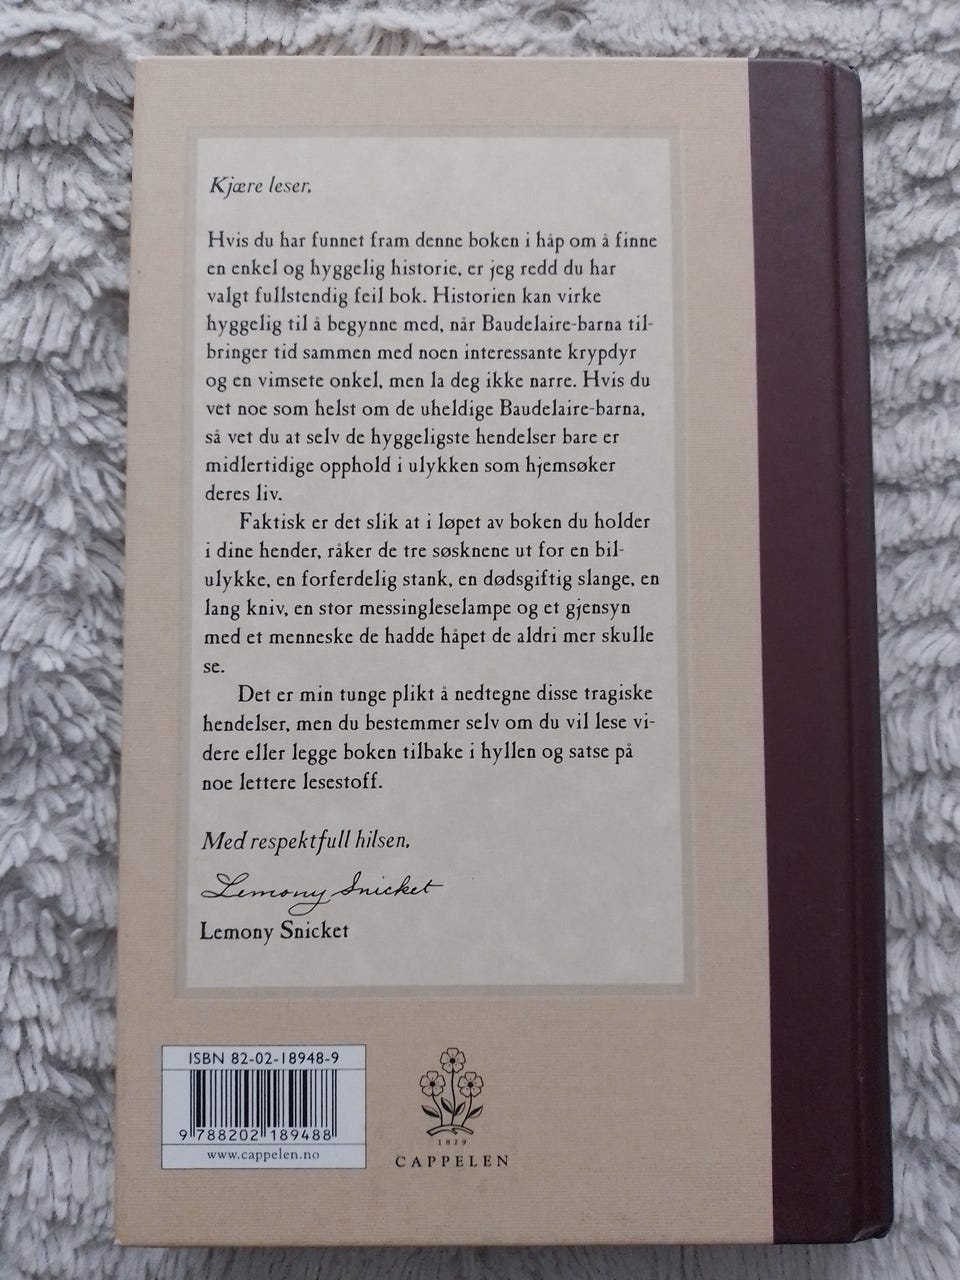 Kjære leser,
Hvis du har funnet fram denne boken i håp om å finne
en enkel og hyggelig historie, er jeg redd du har
valgt fullstendig feil bok. Historien kan virke
hyggelig til å begynne med, når Baudelaire-barna til-
bringer tid sammen med noen interessante krypdyr
og en vimsete onkel, men la deg ikke narre. Hvis du
vet noe som helst om de uheldige Baudelaire-barna,
så vet du at selv de hyggeligste hendelser bare er
midlertidige opphold i ulykken som hjemsøker
deres liv.
Faktisk er det slik at i løpet av boken du holder
i dine hender, råker de tre søsknene ut for en bil-
ulykke, en forferdelig stank, en dødsgiftig slange, en
lang kniv, en stor messingleselampe og et gjensyn
med et menneske de hadde håpet de aldri mer skulle
se.
Det er min tunge plikt å nedtegne disse tragiske
hendelser, men du bestemmer selv om du vil lese vi-
dere eller legge boken tilbake i hyllen og satse på
noe lettere lesestoff.
Med respektfull hilsen,
Lemony Snicket
Lemony Snicket
ISBN 82-02-18948-9
9 788202 189488
www.cappelen.no
1829
CAPPELEN